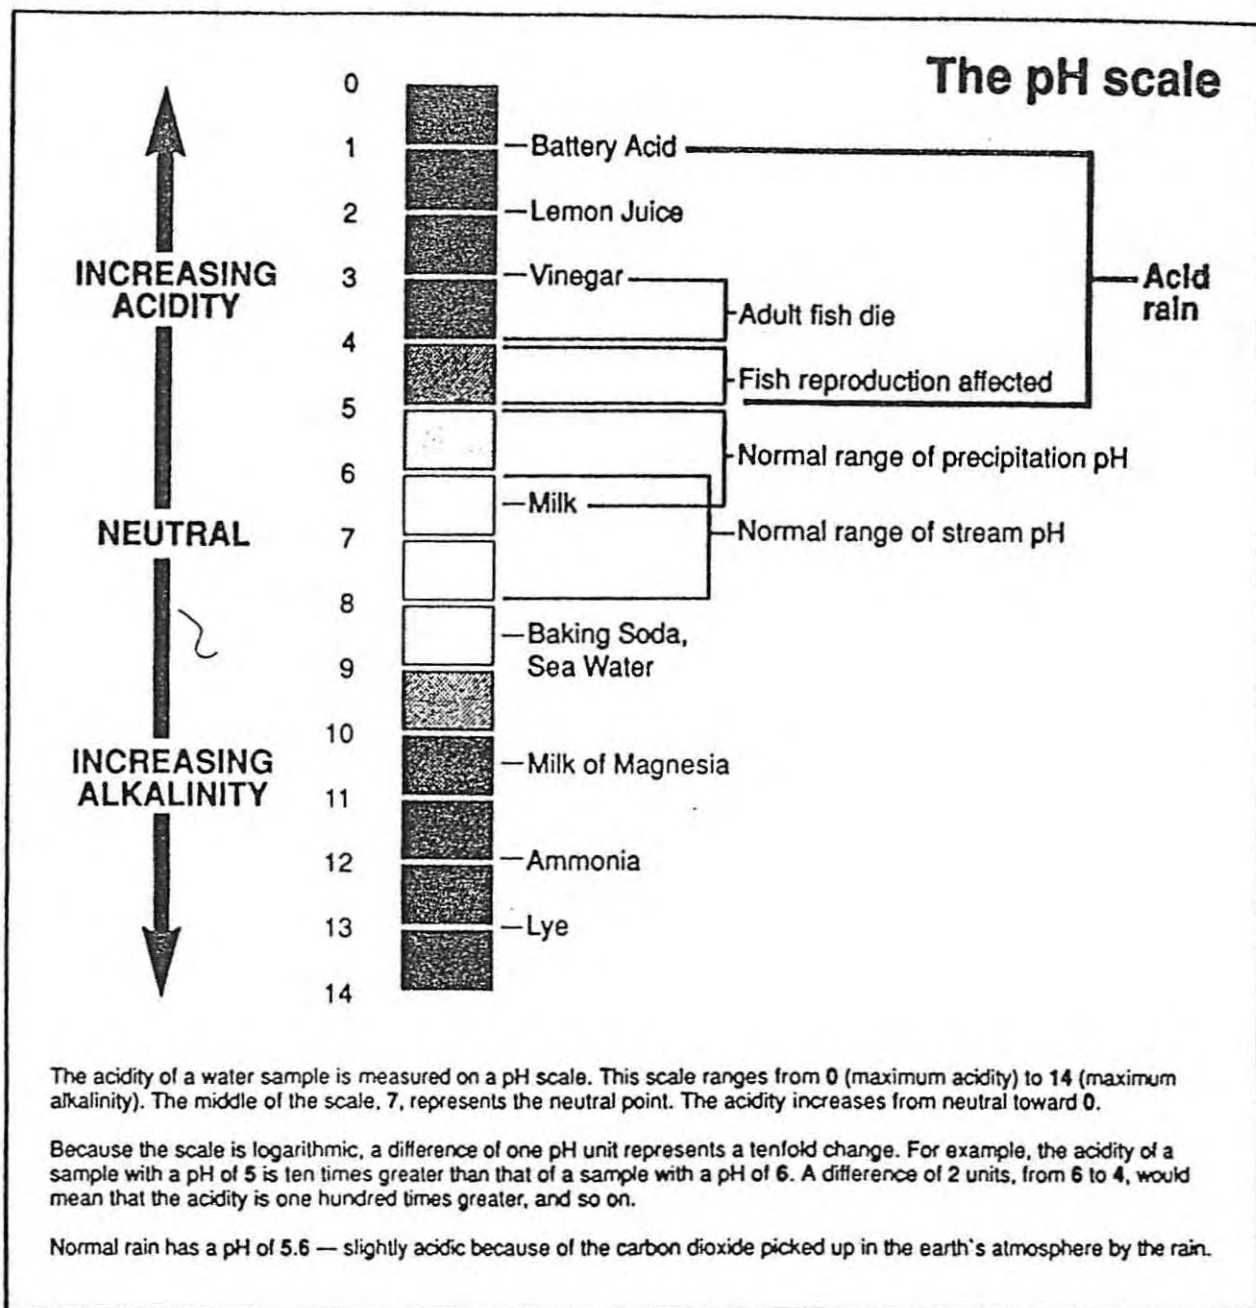 The pH scale
0
1
Battery Acid
2
Lemon Juice
INCREASING
ACIDITY
3
Vinegar
Acid
rain
Adult fish die
4
Fish reproduction affected
5
Normal range of precipitation pH
6
Milk
NEUTRAL
7
Normal range of stream pH
8
Baking Soda,
Sea Water
9
10
INCREASING
ALKALINITY
Milk of Magnesia
11
12
Ammonia
13
Lye
14
The acidity of a water sample is measured on a pH scale. This scale ranges from 0 (maximum acidity) to 14 (maximum
alkalinity). The middle of the scale, 7, represents the neutral point. The acidity increases from neutral toward 0.
Because the scale is logarithmic, a difference of one pH unit represents a tenfold change. For example, the acidity of a
sample with a pH of 5 is ten times greater than that of a sample with a pH of 6. A difference of 2 units, from 6 to 4, would
mean that the acidity is one hundred times greater, and so on.
Normal rain has a pH of 5.6 — slightly acidic because of the carbon dioxide picked up in the earth's atmosphere by the rain.